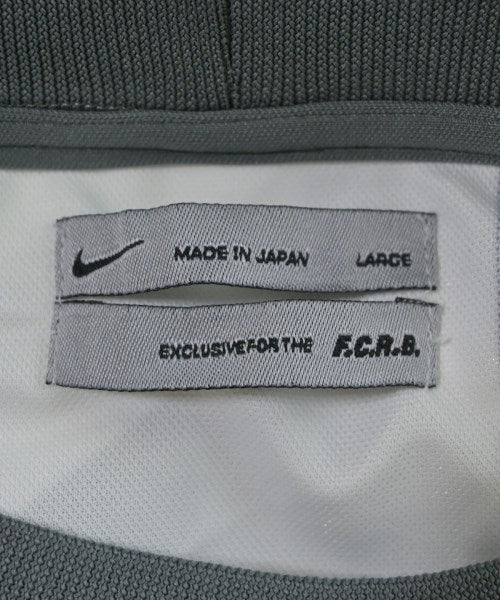 MADE IN JAPAN LARGE
EXCLUSIVE FOR THE F.C.R.B.